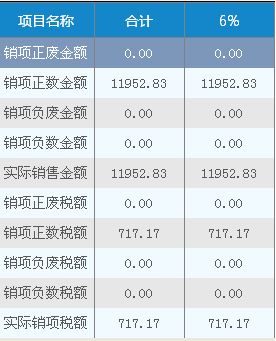 项目名称 合计 6%
销项正废金额 0.00 0.00
销项正数金额 11952.83 11952.83
销项负废金额 0.00 0.00
销项负数金额 0.00 0.00
实际销售金额 11952.83 11952.83
销项正废税额 0.00 0.00
销项正数税额 717.17 717.17
销项负废税额 0.00 0.00
销项负数税额 0.00 0.00
实际销项税额 717.17 717.17